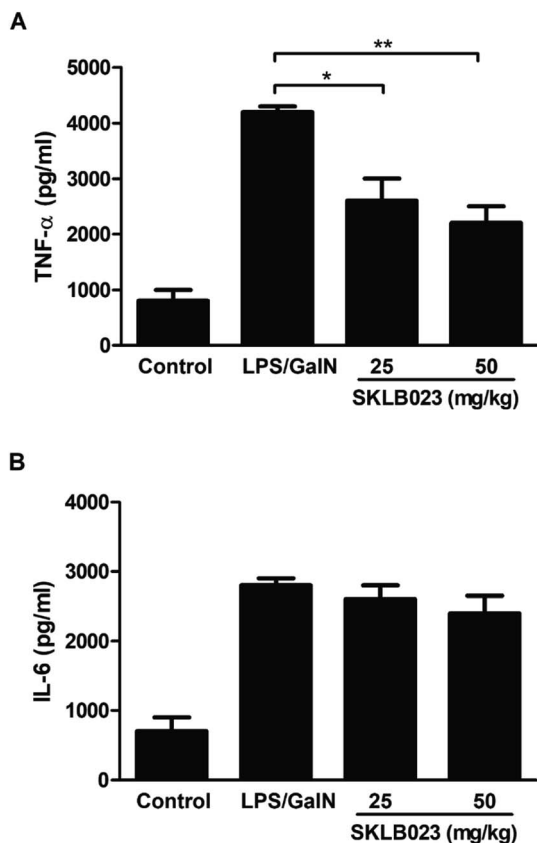 A
* **
TNF-α (pg/ml)
5000
4000
3000
2000
1000
0
Control LPS/GalN 25 50
SKLB023 (mg/kg)
B
IL-6 (pg/ml)
4000
3000
2000
1000
0
Control LPS/GalN 25 50
SKLB023 (mg/kg)